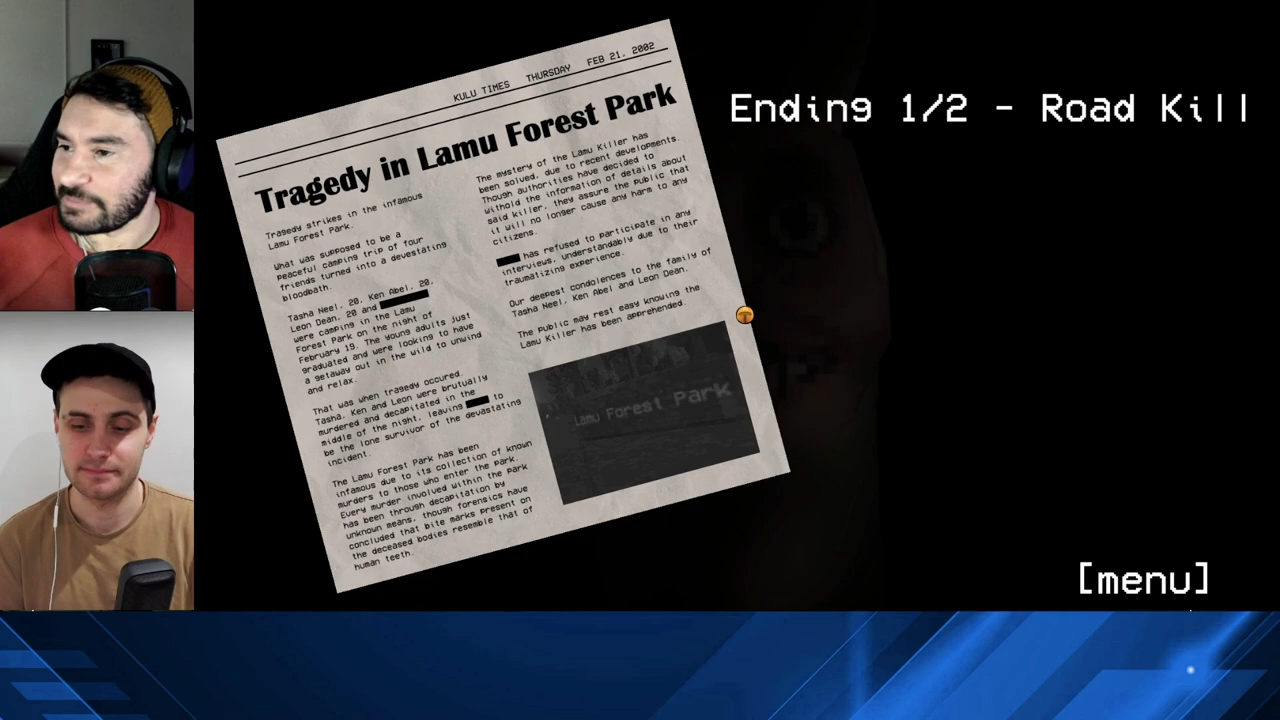 KULU TIMES THURSDAY FEB 21, 2002
Tragedy in Lamu Forest Park
Tragedy strikes in the infamous
Lamu Forest Park.
What was supposed to be a
peaceful camping trip of four
friends turned into a devastating
bloodbath.
Tasha Neel, 20, Ken Abel, 20,
Leon Dean, 20 and
were camping in the Lamu
Forest Park on the night of
February 19. The young adults just
graduated and were looking to have
a getaway out in the wild to unwind
and relax.
That was when tragedy occured.
Tasha, Ken and Leon were brutually
murdered and decapitated in the
middle of the night, leaving to
be the lone survivor of the devastating
incident.
The Lamu Forest Park has been
infamous due to its collection of known
murders to those who enter the park.
Every murder involved within the park
has been through decapitation by
unknown means, though forensics have
concluded that bite marks present on
the deceased bodies resemble that of
human teeth.
The mystery of the Lamu Killer has
been solved, due to recent developments.
Though authorities have decided to
withold the information of details about
said killer, they assure the public that
it will no longer cause any harm to any
citizens.
has refused to participate in any
interviews, understandably due to their
traumatizing experience.
Our deepest condolences to the family of
Tasha Neel, Ken Abel and Leon Dean.
The public may rest easy knowing the
Lamu Killer has been apprehended.
Lamu Forest Park
Ending 1/2 - Road Kill
[menu]